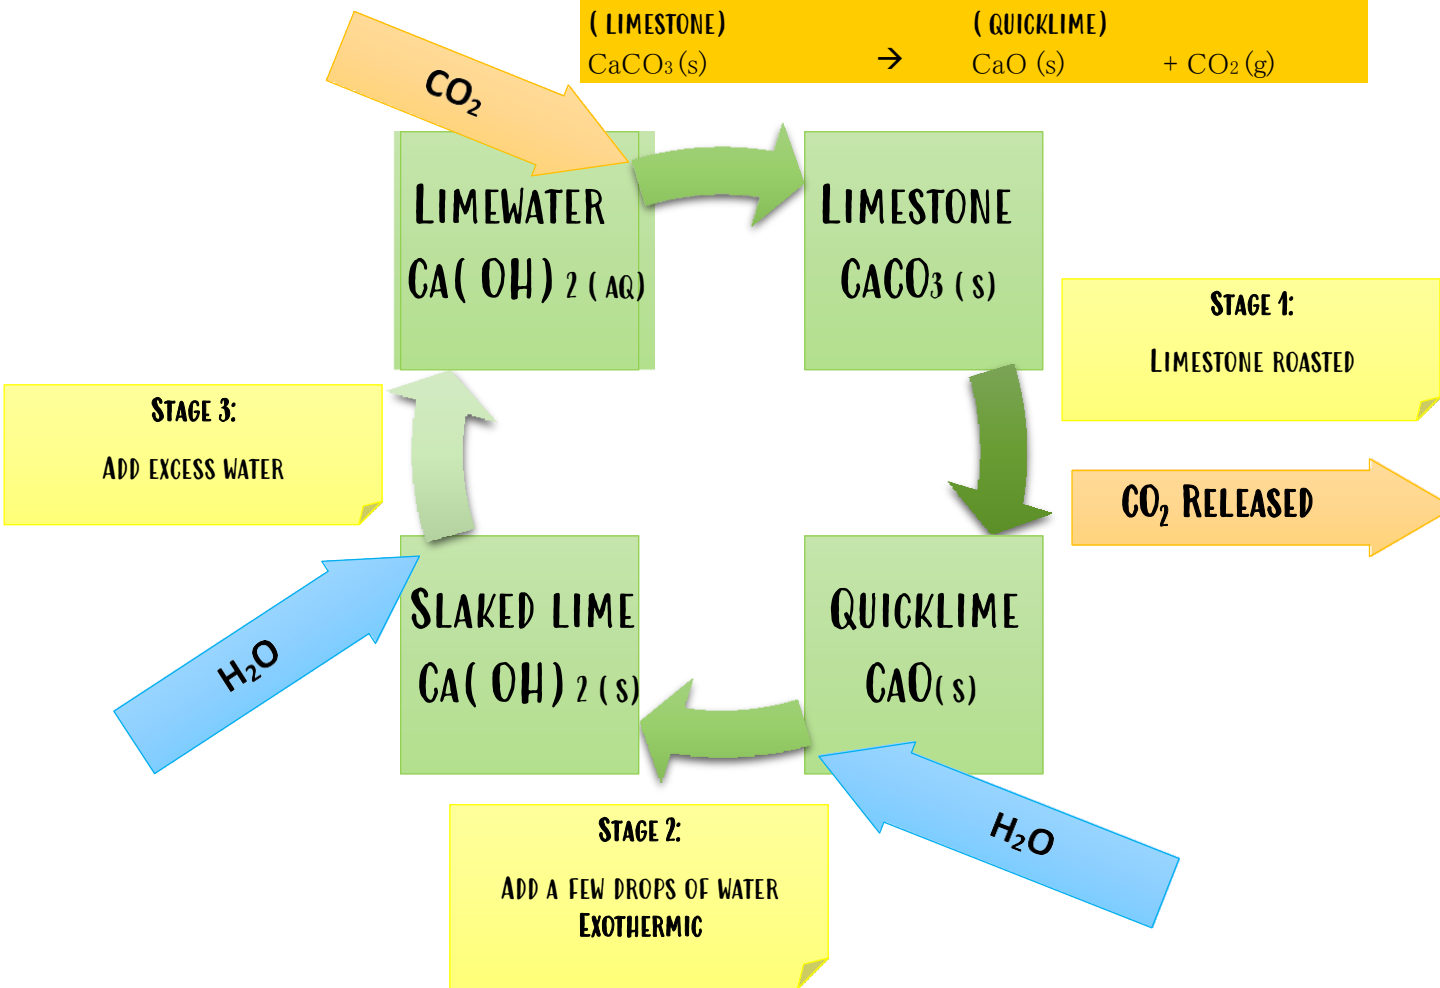 ( LIMESTONE) (QUICKLIME)
CaCO₃ (s) → CaO (s) + CO₂ (g)
CO₂
LIMEWATER
CA( OH) 2 ( AQ)
LIMESTONE
CACO3 ( S)
STAGE 1:
LIMESTONE ROASTED
CO₂ RELEASED
STAGE 3:
ADD EXCESS WATER
H₂O
SLAKED LIME
CA( OH) 2 ( S)
QUICKLIME
CAO( S)
H₂O
STAGE 2:
ADD A FEW DROPS OF WATER
EXOTHERMIC